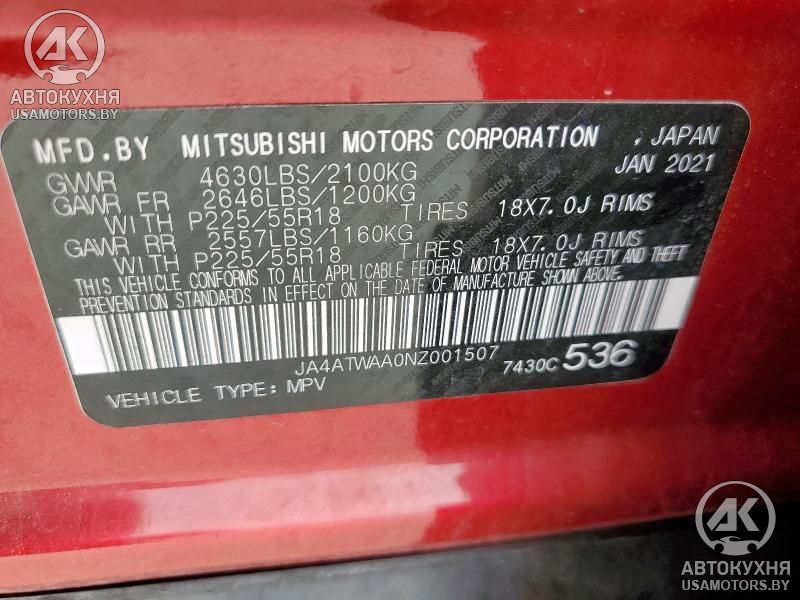 AK
АВТОКУХНЯ
USAMOTORS.BY
MFD.BY MITSUBISHI MOTORS CORPORATION , JAPAN
GVWR 4630LBS/2100KG JAN 2021
GAWR FR 2646LBS/1200KG
WITH P225/55R18 TIRES 18X7.0J RIMS
GAWR RR 2557LBS/1160KG
WITH P225/55R18 TIRES 18X7.0J RIMS
THIS VEHICLE CONFORMS TO ALL APPLICABLE FEDERAL MOTOR VEHICLE SAFETY AND THEFT
PREVENTION STANDARDS IN EFFECT ON THE DATE OF MANUFACTURE SHOWN ABOVE.
JA4ATWAA0NZ001507 7430C 536
VEHICLE TYPE: MPV
AK
АВТОКУХНЯ
USAMOTORS.BY